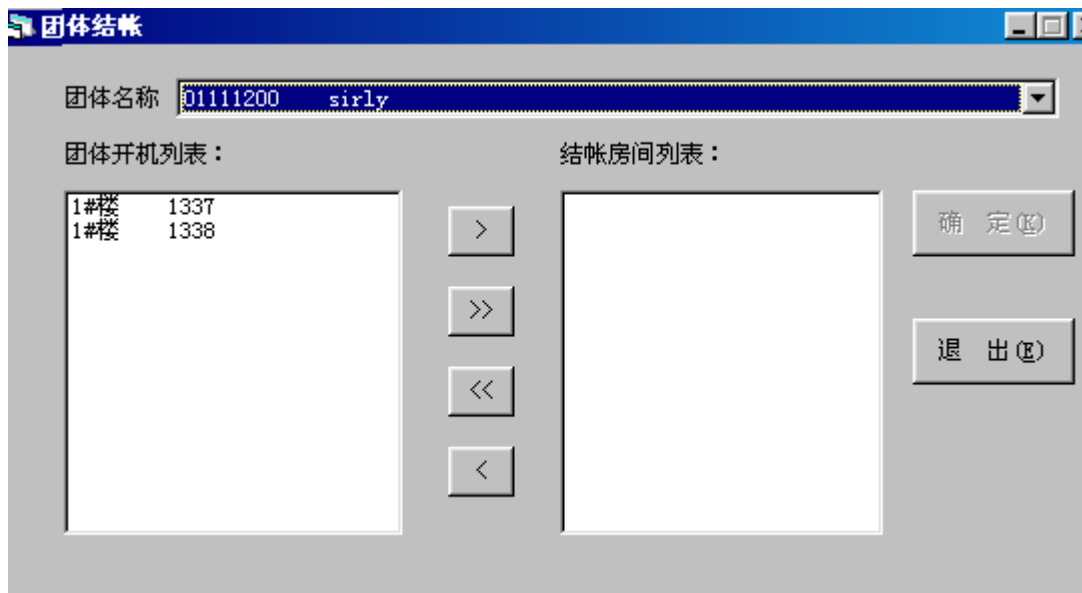 团体结帐
团体名称 01111200 sirly
团体开机列表： 结帐房间列表：
1#楼 1337
1#楼 1338
>
>>
<<
<
确 定(K)
退 出(E)